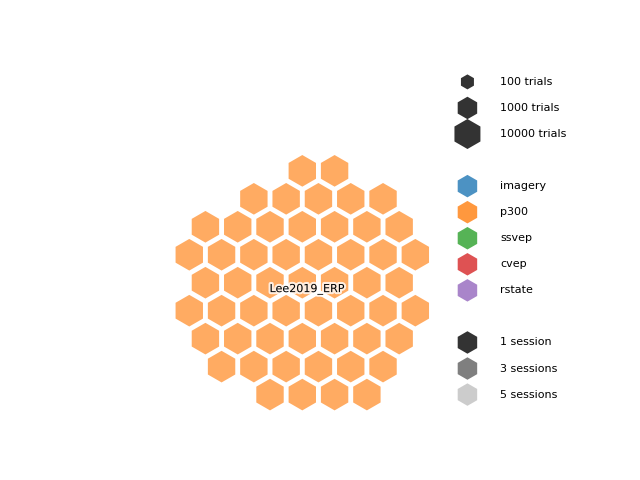 100 trials
1000 trials
10000 trials
imagery
p300
ssvep
cvep
rstate
Lee2019_ERP
1 session
3 sessions
5 sessions